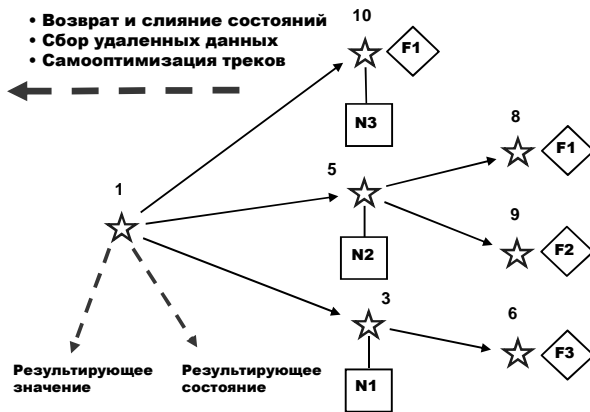 • Возврат и слияние состояний
• Сбор удаленных данных
• Самооптимизация треков
10
F1
N3
8
F1
5
1
9
N2
F2
3
6
F3
N1
Результирующее значение
Результирующее состояние